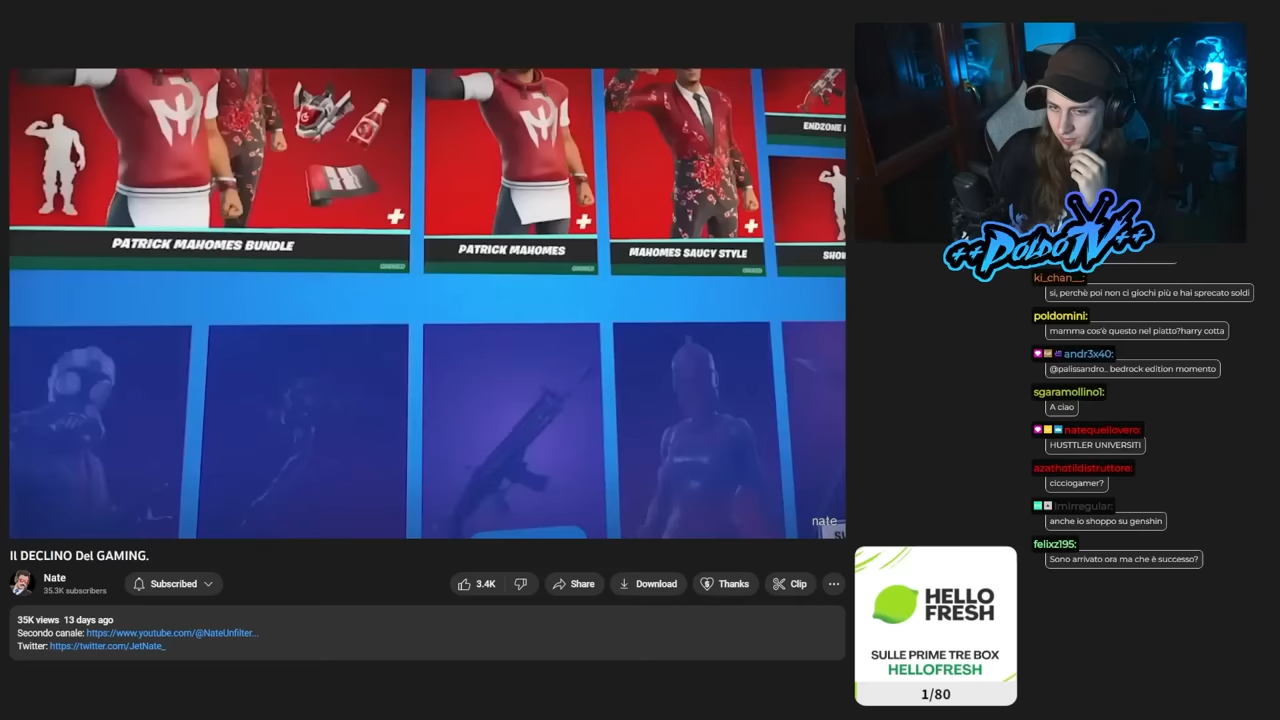 ENDZONE
PATRICK MAHOMES BUNDLE
PATRICK MAHOMES
MAHOMES SAUCY STYLE
nate
Il DECLINO Del GAMING.
Nate
35.3K subscribers
Subscribed
3.4K
Share
Download
Thanks
Clip
35K views 13 days ago
Secondo canale: https://www.youtube.com/@NateUnfilter...
Twitter: https://twitter.com/JetNate_
POLDOTV
ki_chan__:
si, perchè poi non ci giochi più e hai sprecato soldi
poldomini:
mamma cos'è questo nel piatto?harry cotta
andr3x40:
@palissandro.. bedrock edition momento
sgaramollino1:
A ciao
natequellovero:
HUSTTLER UNIVERSITI
azathotildistruttore:
cicciogamer?
1mirregular:
anche io shoppo su genshin
felixz195:
Sono arrivato ora ma che è successo?
HELLO
FRESH
SULLE PRIME TRE BOX
HELLOFRESH
1/80